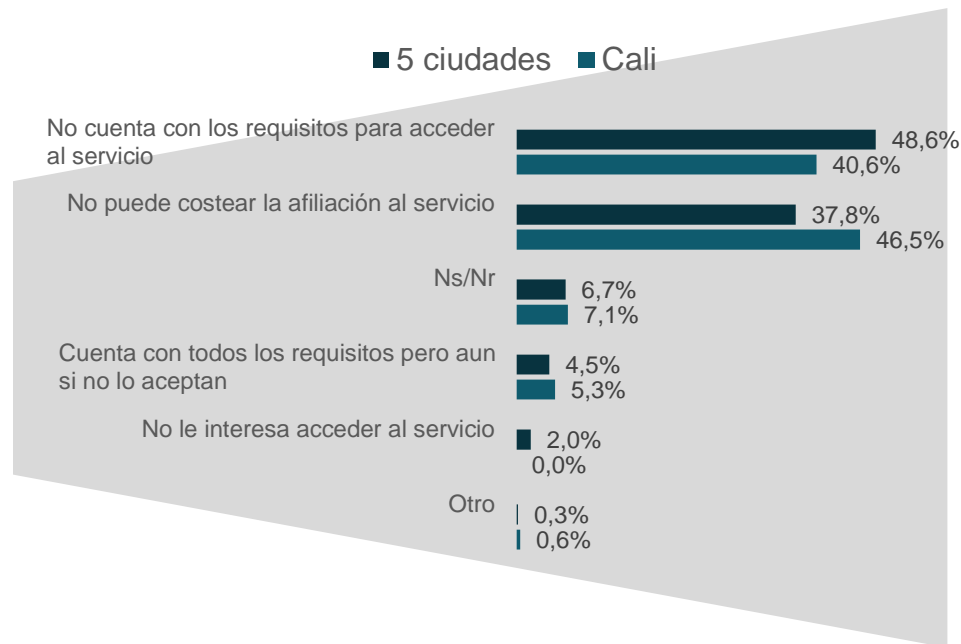 5 ciudades Cali
No cuenta con los requisitos para acceder
al servicio
48,6%
40,6%
No puede costear la afiliación al servicio
37,8%
46,5%
Ns/Nr
6,7%
7,1%
Cuenta con todos los requisitos pero aun
si no lo aceptan
4,5%
5,3%
No le interesa acceder al servicio
2,0%
0,0%
Otro
0,3%
0,6%